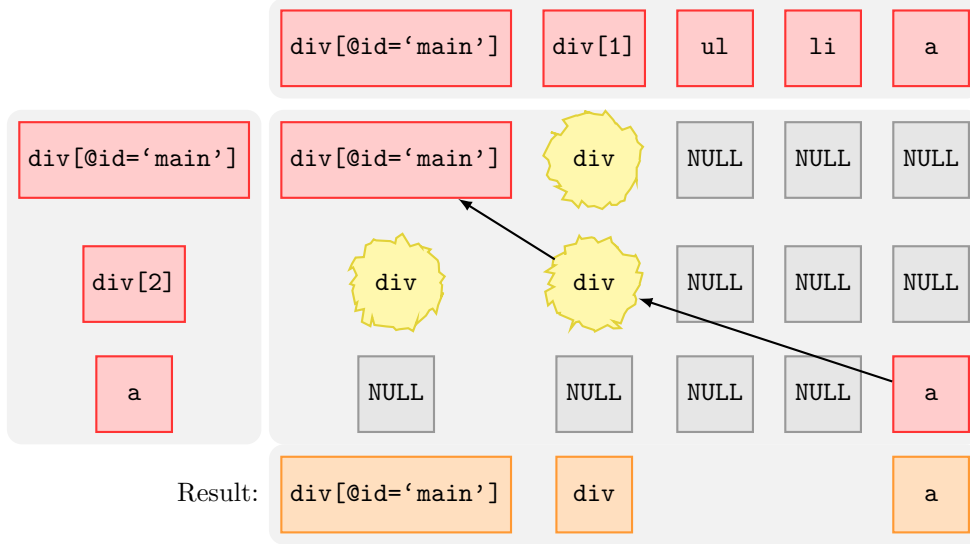 div[@id=‘main’] div[1] ul li a
div[@id=‘main’] div[@id=‘main’] div NULL NULL NULL
div[2] div div NULL NULL NULL
a NULL NULL NULL NULL a
Result: div[@id=‘main’] div a